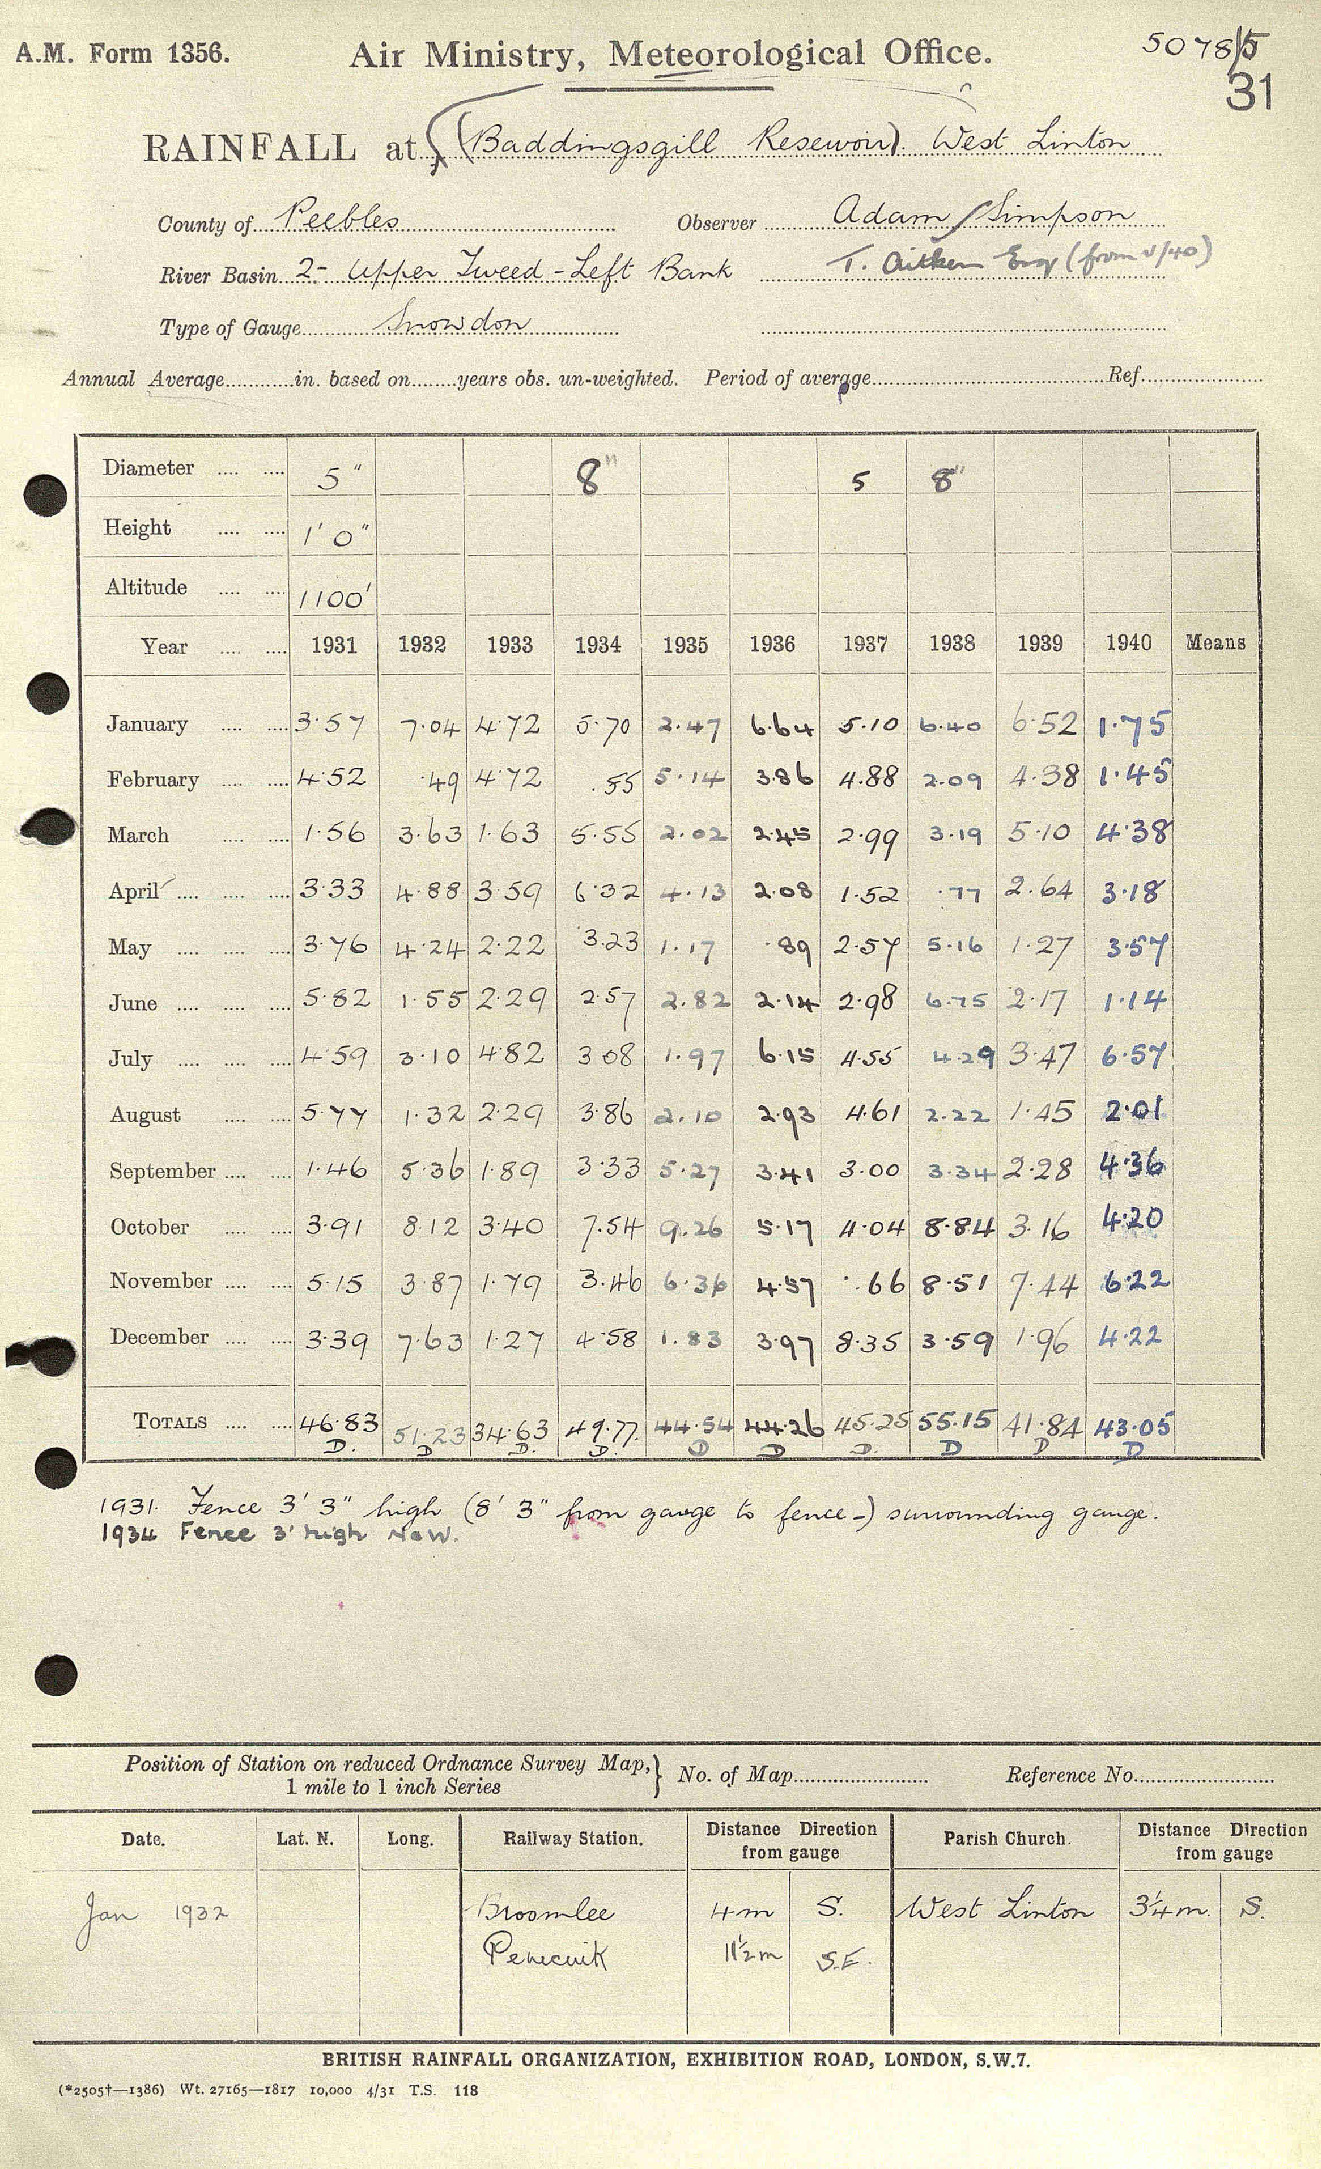 A.M. Form 1356.
Air Ministry, Meteorological Office.
5078/5
31
RAINFALL at (Baddingsgill Reservoir). West Linton
County of Peebles
Observer Adam Simpson
River Basin 2- Upper Tweed - Left Bank
T. Aitken Esq (from /40)
Type of Gauge Snowdon
Annual Average in. based on years obs. un-weighted. Period of average Ref.
Diameter 5" 8" 5 8"
Height 1' 0"
Altitude 1100'
Year 1931 1932 1933 1934 1935 1936 1937 1938 1939 1940 Means
January 3.57 7.04 4.72 5.70 2.47 6.64 5.10 6.40 6.52 1.75
February 4.52 .49 4.72 .55 5.14 3.86 4.88 2.09 4.38 1.45
March 1.56 3.63 1.63 5.55 2.02 2.45 2.99 3.19 5.10 4.38
April 3.33 4.88 3.59 6.32 4.13 2.08 1.52 .77 2.64 3.18
May 3.76 4.24 2.22 3.23 1.17 .89 2.57 5.16 1.27 3.57
June 5.82 1.55 2.29 2.57 2.82 2.14 2.98 6.75 2.17 1.14
July 4.59 3.10 4.82 3.08 1.97 6.15 4.55 4.29 3.47 6.57
August 5.77 1.32 2.29 3.86 2.10 2.93 4.61 2.22 1.45 2.01
September 1.46 5.36 1.89 3.33 5.27 3.41 3.00 3.34 2.28 4.36
October 3.91 8.12 3.40 7.54 9.26 5.17 4.04 8.84 3.16 4.20
November 5.15 3.87 1.79 3.46 6.36 4.57 .66 8.51 7.44 6.22
December 3.39 7.63 1.27 4.58 1.83 3.97 8.35 3.59 1.96 4.22
TOTALS 46.83 51.23 34.63 49.77 44.54 44.26 45.25 55.15 41.84 43.05
D. D D. D. D D D. D D D
1931. Fence 3' 3" high (8' 3" from gauge to fence -) surrounding gauge.
1934 Fence 3' high NOW.
Position of Station on reduced Ordnance Survey Map,
1 mile to 1 inch Series
No. of Map
Reference No.
Date. Lat. N. Long. Railway Station. Distance Direction from gauge Parish Church. Distance Direction from gauge
Jan 1932 Broomlee 4m S. West Linton 3¼m. S.
Penicuik 11½m S.E.
BRITISH RAINFALL ORGANIZATION, EXHIBITION ROAD, LONDON, S.W.7.
(*2505†—1386) Wt. 27165—1817 10,000 4/31 T.S. 118